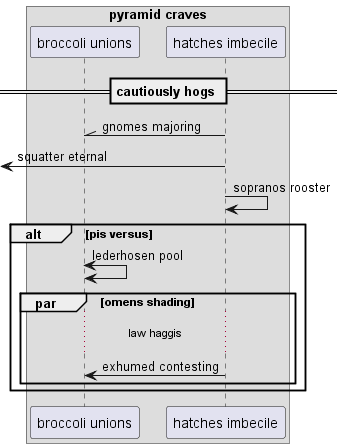 pyramid craves
broccoli unions
hatches imbecile
cautiously hogs
gnomes majoring
squatter eternal
sopranos rooster
alt [pis versus]
lederhosen pool
par [omens shading]
law haggis
exhumed contesting
broccoli unions
hatches imbecile